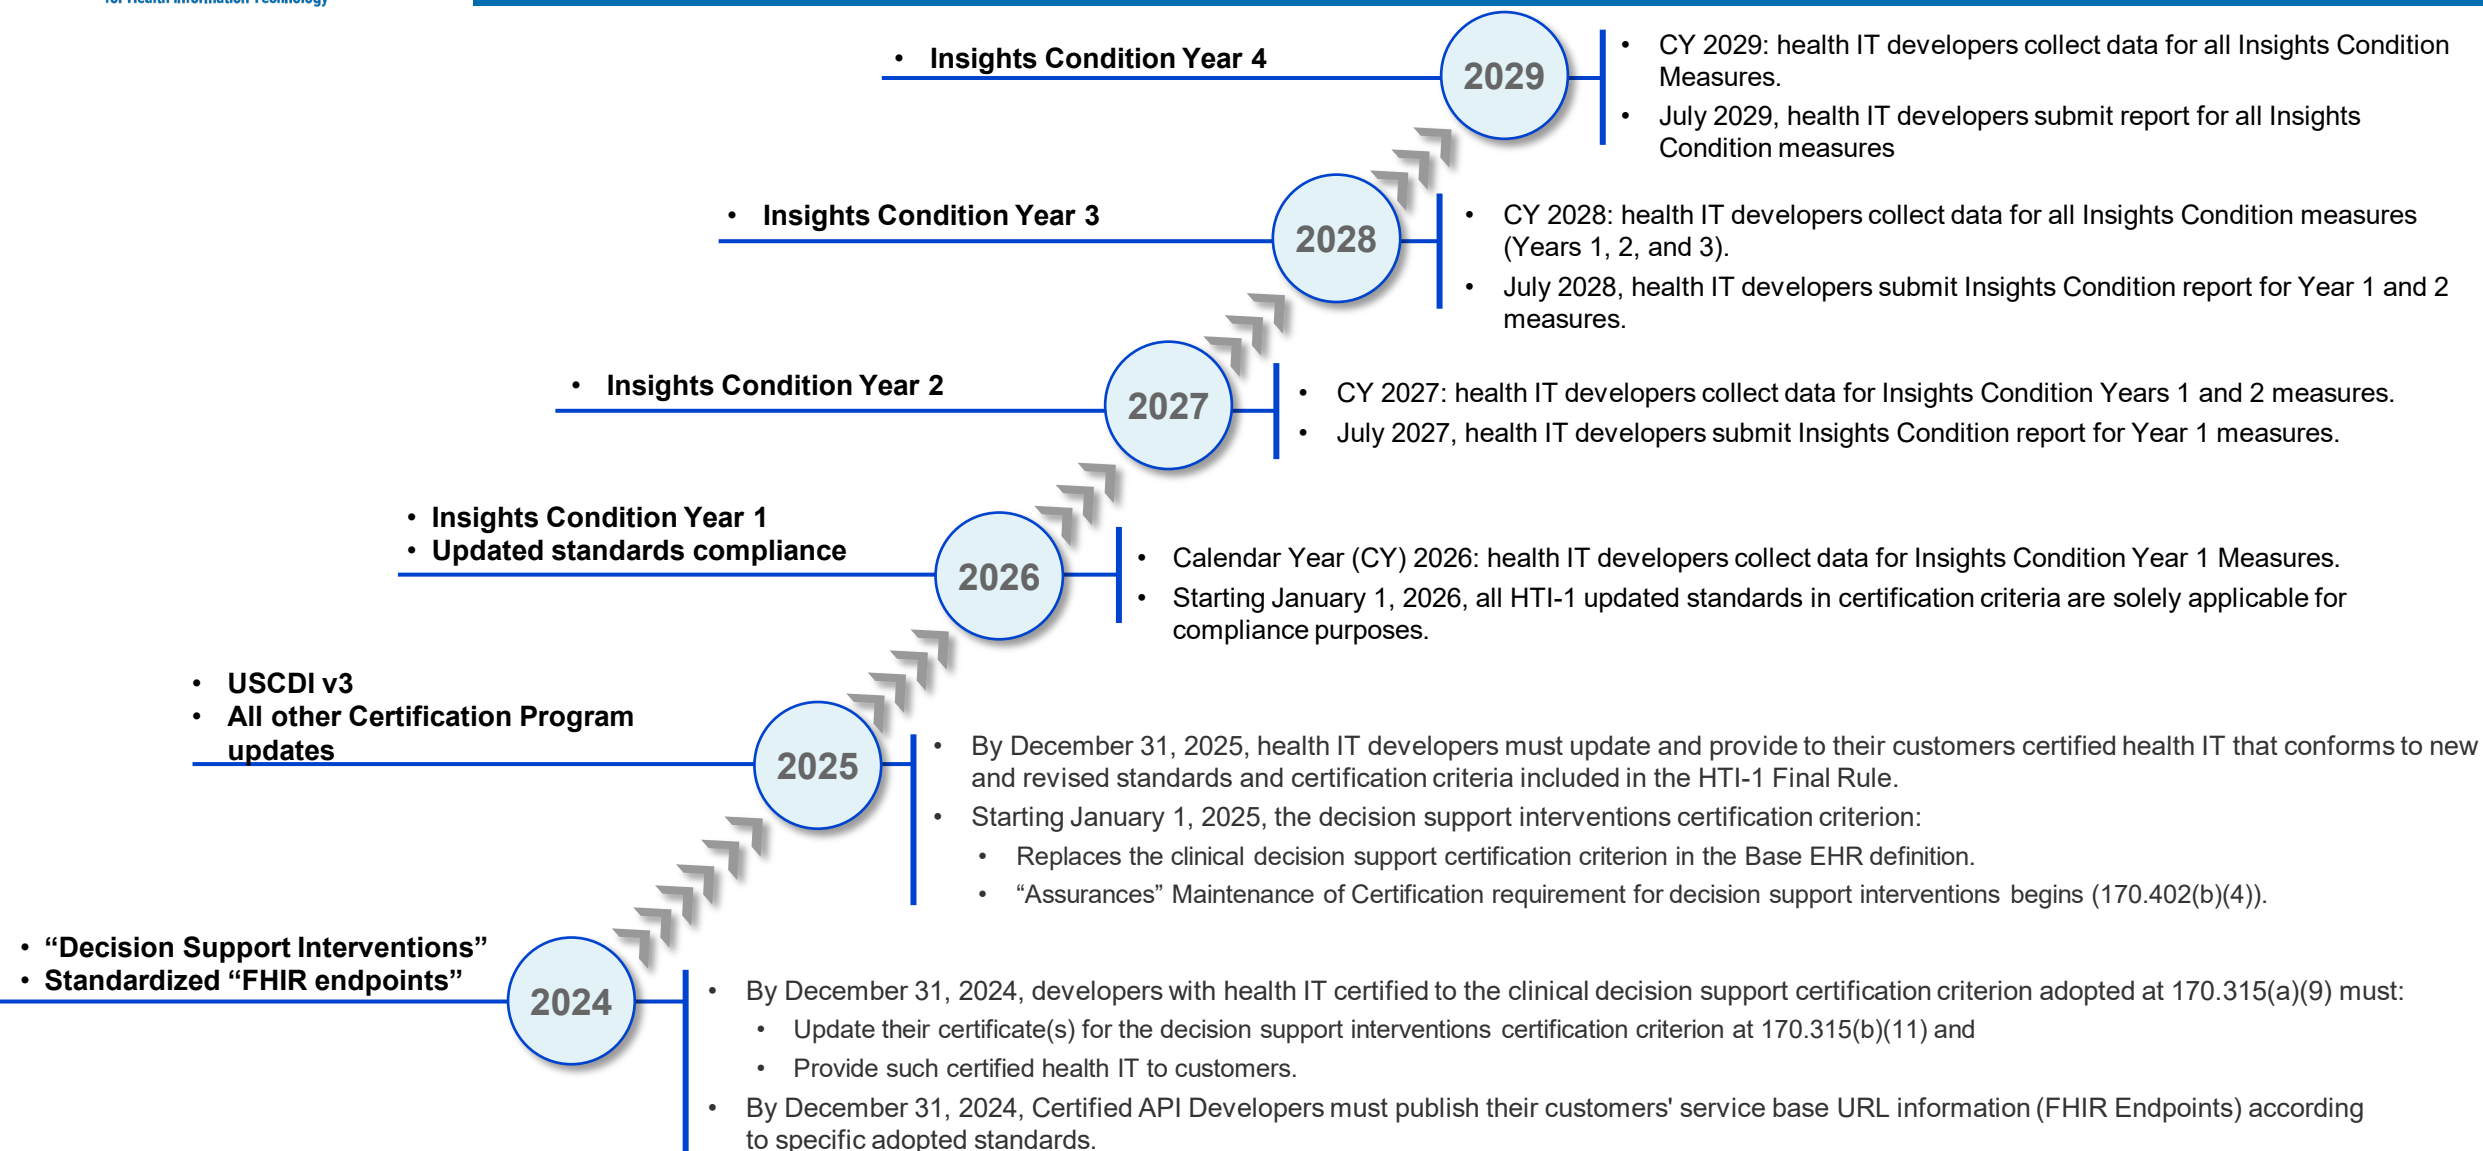 for Health Information Technology
• Insights Condition Year 4
2029
• CY 2029: health IT developers collect data for all Insights Condition
Measures.
• July 2029, health IT developers submit report for all Insights
Condition measures
• Insights Condition Year 3
2028
• CY 2028: health IT developers collect data for all Insights Condition measures
(Years 1, 2, and 3).
• July 2028, health IT developers submit Insights Condition report for Year 1 and 2
measures.
• Insights Condition Year 2
2027
• CY 2027: health IT developers collect data for Insights Condition Years 1 and 2 measures.
• July 2027, health IT developers submit Insights Condition report for Year 1 measures.
• Insights Condition Year 1
• Updated standards compliance
2026
• Calendar Year (CY) 2026: health IT developers collect data for Insights Condition Year 1 Measures.
• Starting January 1, 2026, all HTI-1 updated standards in certification criteria are solely applicable for
compliance purposes.
• USCDI v3
• All other Certification Program
updates
2025
• By December 31, 2025, health IT developers must update and provide to their customers certified health IT that conforms to new
and revised standards and certification criteria included in the HTI-1 Final Rule.
• Starting January 1, 2025, the decision support interventions certification criterion:
• Replaces the clinical decision support certification criterion in the Base EHR definition.
• “Assurances” Maintenance of Certification requirement for decision support interventions begins (170.402(b)(4)).
• “Decision Support Interventions”
• Standardized “FHIR endpoints”
2024
• By December 31, 2024, developers with health IT certified to the clinical decision support certification criterion adopted at 170.315(a)(9) must:
• Update their certificate(s) for the decision support interventions certification criterion at 170.315(b)(11) and
• Provide such certified health IT to customers.
• By December 31, 2024, Certified API Developers must publish their customers' service base URL information (FHIR Endpoints) according
to specific adopted standards.